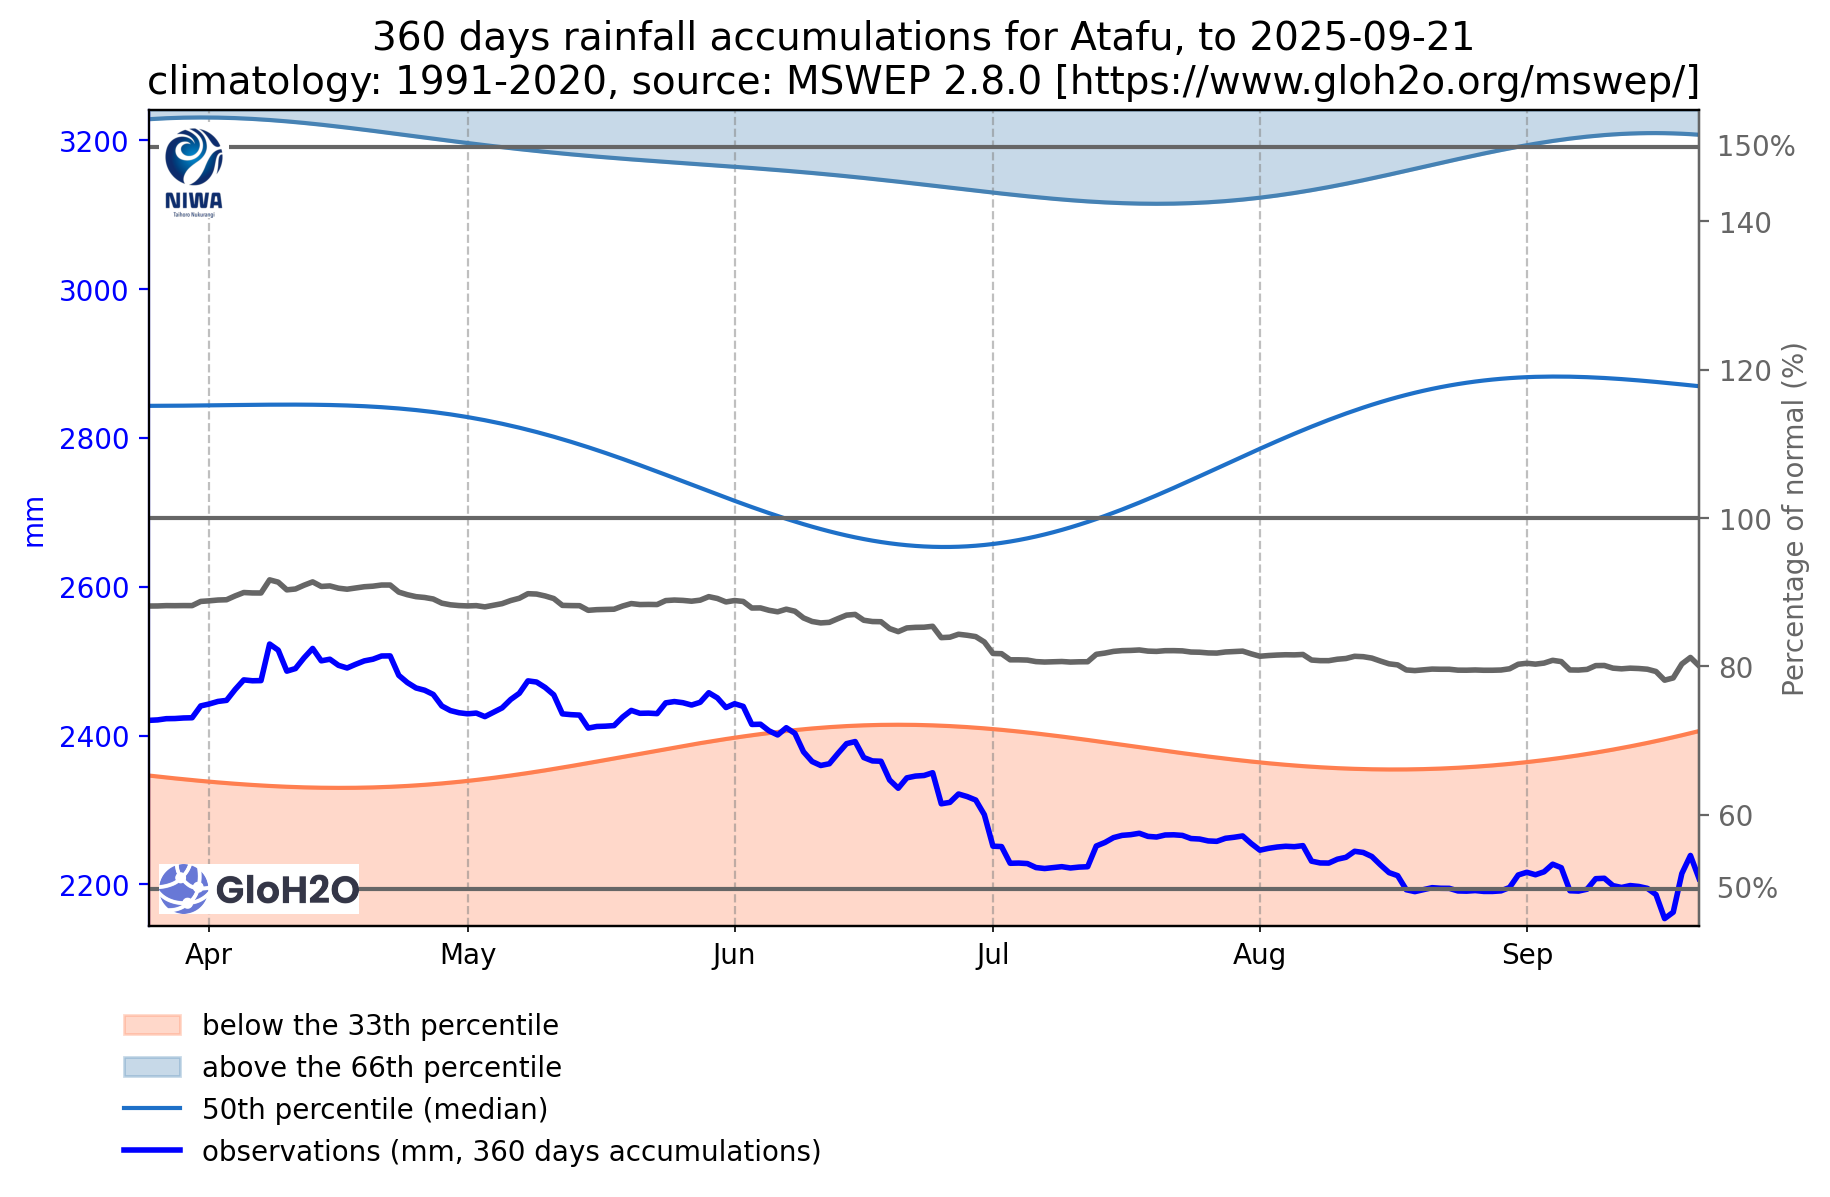 360 days rainfall accumulations for Atafu, to 2025-09-21
climatology: 1991-2020, source: MSWEP 2.8.0 [https://www.gloh2o.org/mswep/]
3200
3000
2800
2600
2400
2200
mm
NIWA
Taihoro Nukurangi
GloH2O
150%
140
120
100
80
60
50%
Percentage of normal (%)
Apr
May
Jun
Jul
Aug
Sep
below the 33th percentile
above the 66th percentile
50th percentile (median)
observations (mm, 360 days accumulations)